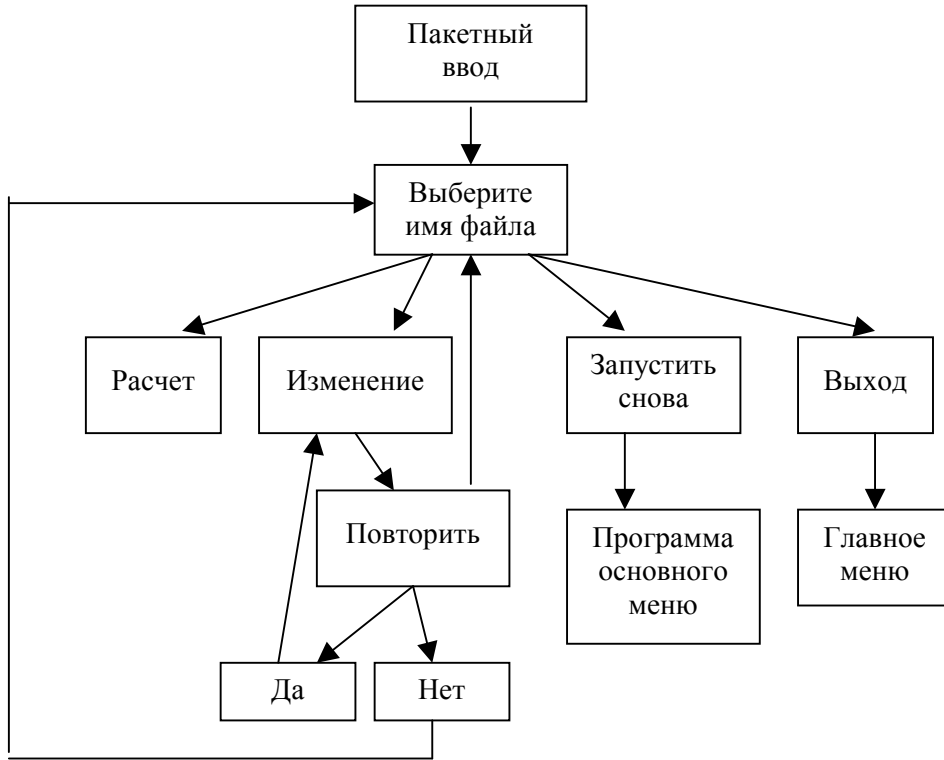 Пакетный
ввод
Выберите
имя файла
Расчет
Изменение
Запустить
снова
Выход
Повторить
Программа
основного
меню
Главное
меню
Да
Нет